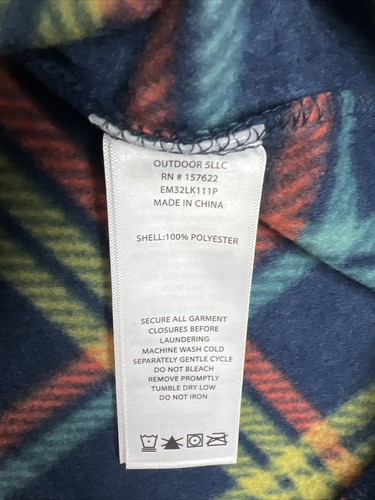 OUTDOOR 5LLC
RN # 157622
EM32LK111P
MADE IN CHINA
SHELL:100% POLYESTER
SECURE ALL GARMENT
CLOSURES BEFORE
LAUNDERING
MACHINE WASH COLD
SEPARATELY GENTLE CYCLE
DO NOT BLEACH
REMOVE PROMPTLY
TUMBLE DRY LOW
DO NOT IRON